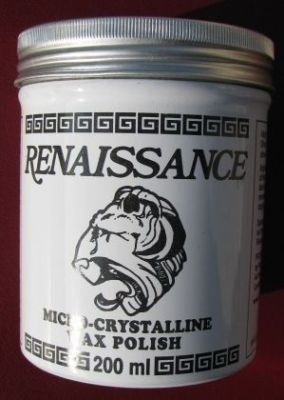 RENAISSANCE
MICRO-CRYSTALLINE
WAX POLISH
200 ml